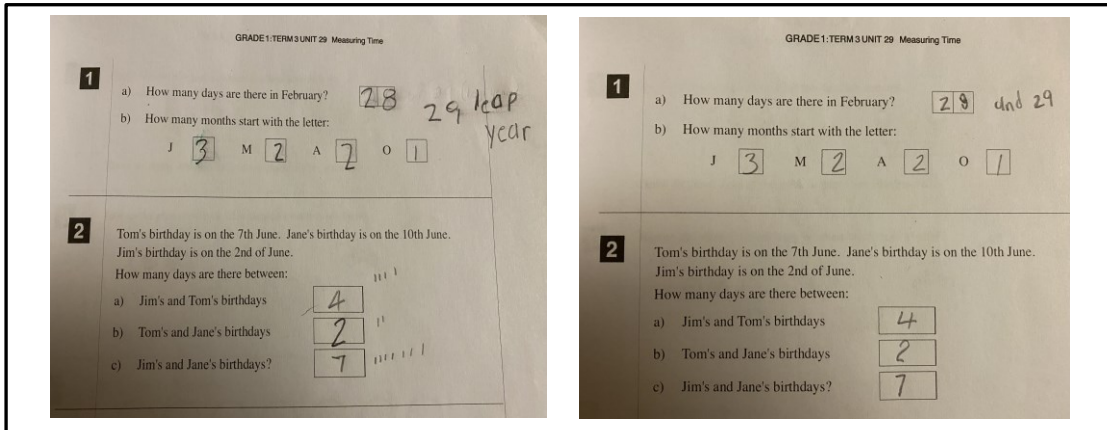 GRADE 1: TERM 3 UNIT 29 Measuring Time
1
a) How many days are there in February? 28 29 leap
year
b) How many months start with the letter:
J 3 M 2 A 2 O 1
2
Tom's birthday is on the 7th June. Jane's birthday is on the 10th June.
Jim's birthday is on the 2nd of June.
How many days are there between:
a) Jim's and Tom's birthdays 4
b) Tom's and Jane's birthdays 2
c) Jim's and Jane's birthdays? 7
GRADE 1: TERM 3 UNIT 29 Measuring Time
1
a) How many days are there in February? 28 and 29
b) How many months start with the letter:
J 3 M 2 A 2 O 1
2
Tom's birthday is on the 7th June. Jane's birthday is on the 10th June.
Jim's birthday is on the 2nd of June.
How many days are there between:
a) Jim's and Tom's birthdays 4
b) Tom's and Jane's birthdays 2
c) Jim's and Jane's birthdays? 7